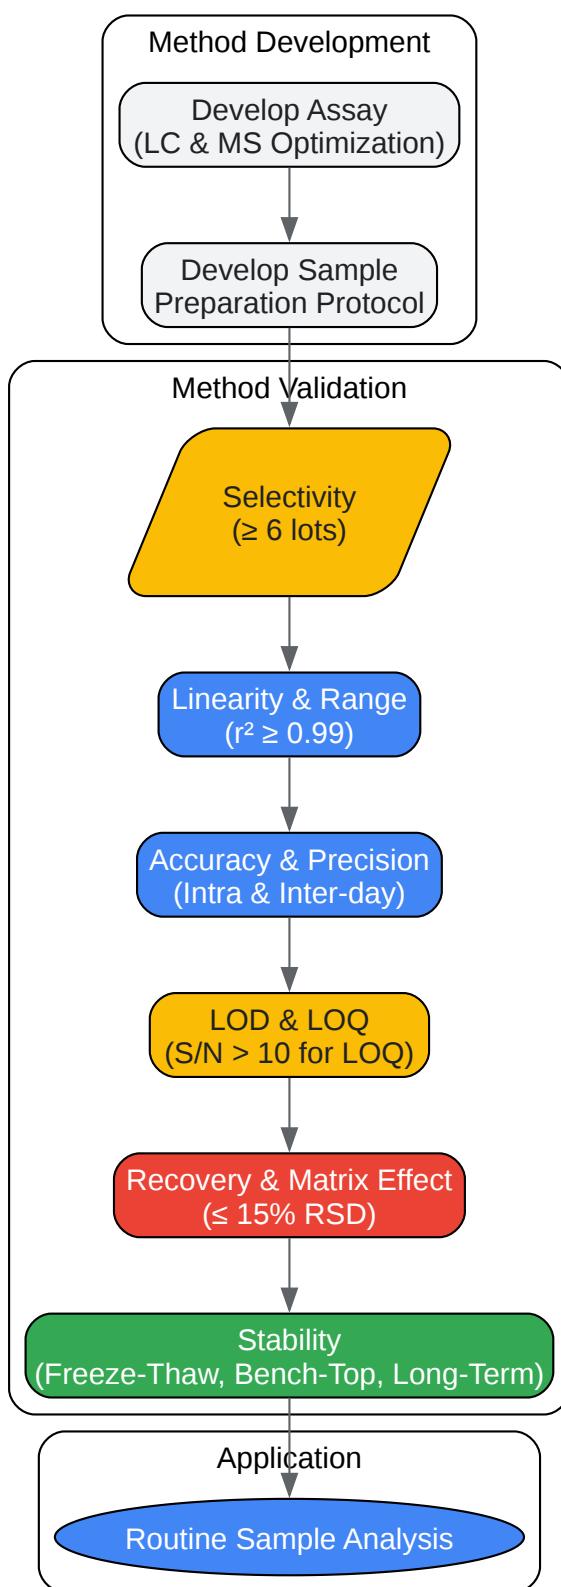 Method Development
Develop Assay
(LC & MS Optimization)
Develop Sample
Preparation Protocol
Method Validation
Selectivity
(≥ 6 lots)
Linearity & Range
(r² ≥ 0.99)
Accuracy & Precision
(Intra & Inter-day)
LOD & LOQ
(S/N > 10 for LOQ)
Recovery & Matrix Effect
(≤ 15% RSD)
Stability
(Freeze-Thaw, Bench-Top, Long-Term)
Application
Routine Sample Analysis